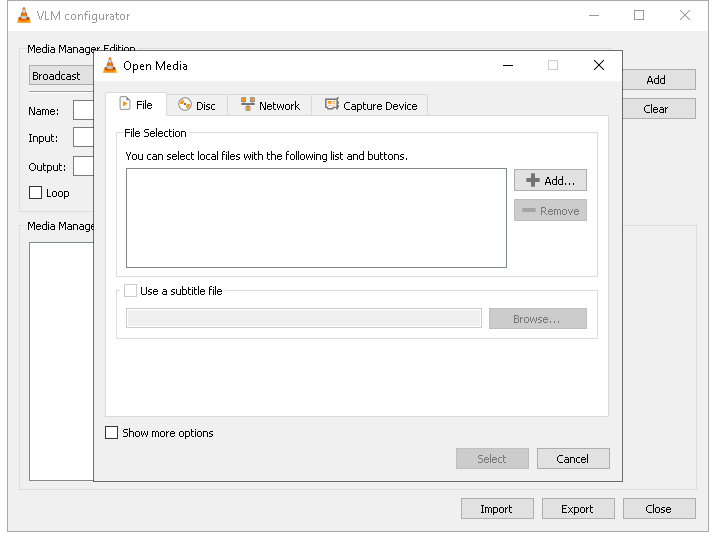 VLM configurator
Media Manager Edition
Broadcast
Add
Clear
Name:
Input:
Output:
Loop
Media Manage
Open Media
File
Disc
Network
Capture Device
File Selection
You can select local files with the following list and buttons.
Add...
Remove
Use a subtitle file
Browse...
Show more options
Select
Cancel
Import
Export
Close